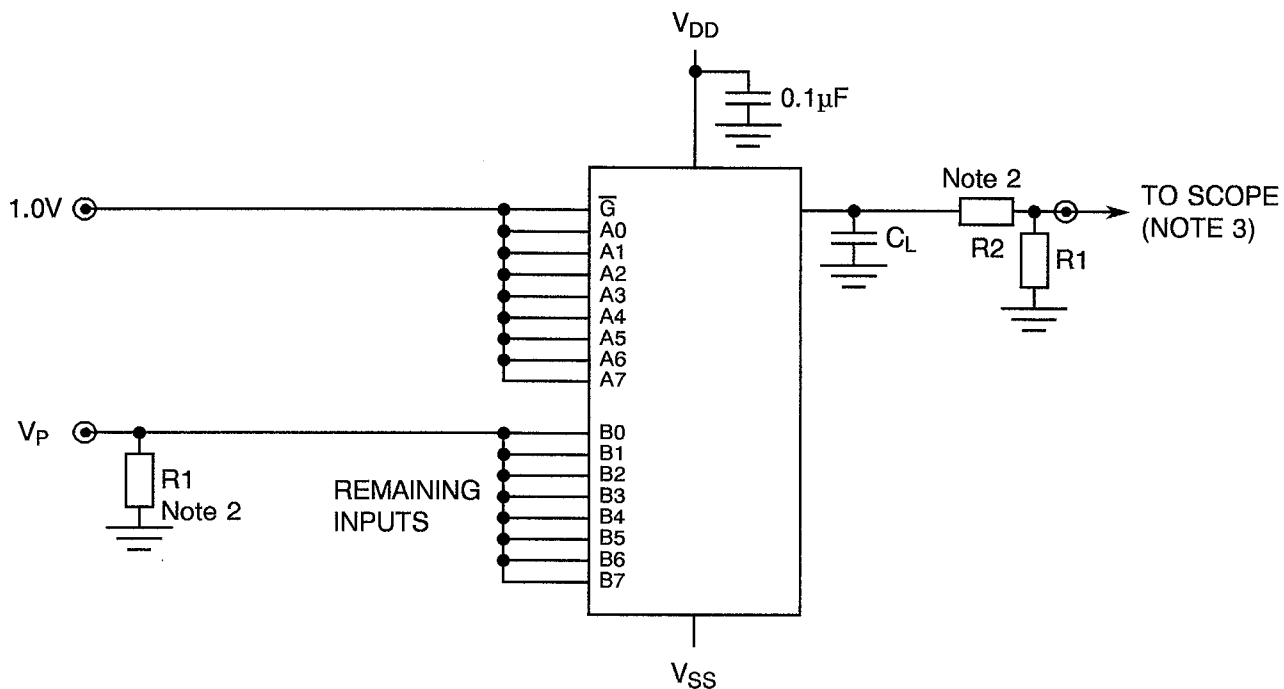 VDD
0.1µF
1.0V
G
A0
A1
A2
A3
A4
A5
A6
A7
Note 2
R2
CL
R1
TO SCOPE
(NOTE 3)
VP
R1
Note 2
REMAINING
INPUTS
B0
B1
B2
B3
B4
B5
B6
B7
VSS